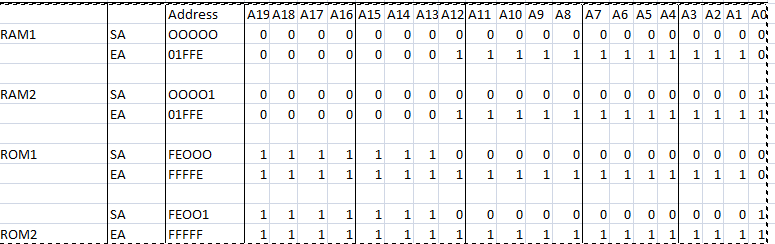 Address A19 A18 A17 A16 A15 A14 A13 A12 A11 A10 A9 A8 A7 A6 A5 A4 A3 A2 A1 A0
RAM1 SA OOOOO 0 0 0 0 0 0 0 0 0 0 0 0 0 0 0 0 0 0 0 0
EA 01FFE 0 0 0 0 0 0 0 1 1 1 1 1 1 1 1 1 1 1 1 0
RAM2 SA OOOO1 0 0 0 0 0 0 0 0 0 0 0 0 0 0 0 0 0 0 0 1
EA 01FFE 0 0 0 0 0 0 0 1 1 1 1 1 1 1 1 1 1 1 1 1
ROM1 SA FEOOO 1 1 1 1 1 1 1 0 0 0 0 0 0 0 0 0 0 0 0 0
EA FFFFE 1 1 1 1 1 1 1 1 1 1 1 1 1 1 1 1 1 1 1 0
SA FEOO1 1 1 1 1 1 1 1 0 0 0 0 0 0 0 0 0 0 0 0 1
ROM2 EA FFFFF 1 1 1 1 1 1 1 1 1 1 1 1 1 1 1 1 1 1 1 1